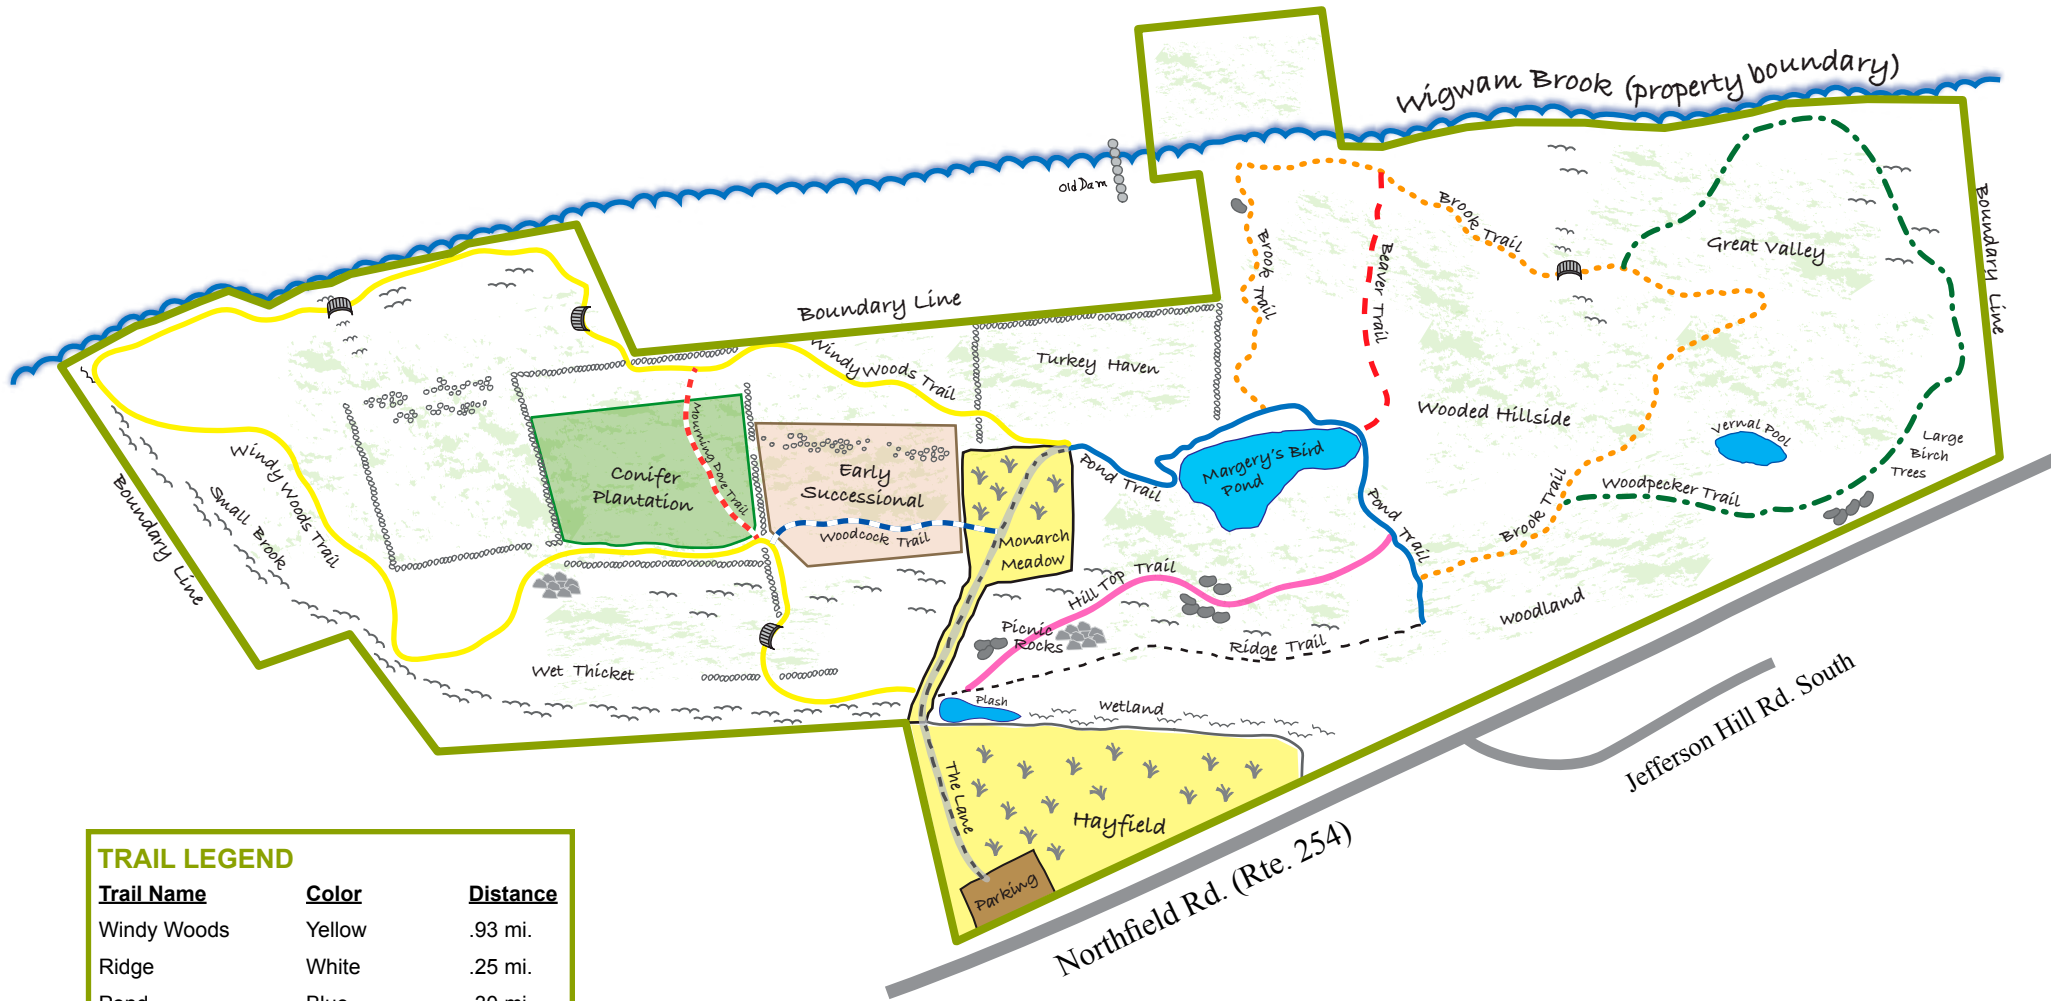 Wigwam Brook (property boundary)
Old Dam
Boundary Line
Brook Trail
Brook Trail
Beaver Trail
Great Valley
Boundary Line
Windy Woods Trail
Turkey Haven
Wooded Hillside
Vernal Pool
Large
Birch
Trees
Woodpecker Trail
Brook Trail
Windy Woods Trail
Small Brook
Boundary Line
Conifer
Plantation
Mourning Dove Trail
Early
Successional
Woodcock Trail
Monarch
Meadow
Pond Trail
Margery's Bird
Pond
Pond Trail
Hill Top Trail
Picnic
Rocks
Ridge Trail
Woodland
Wet Thicket
Plash
Wetland
The Lane
Hayfield
Parking
Northfield Rd. (Rte. 254)
Jefferson Hill Rd. South
TRAIL LEGEND
Trail Name Color Distance
Windy Woods Yellow .93 mi.
Ridge White .25 mi.